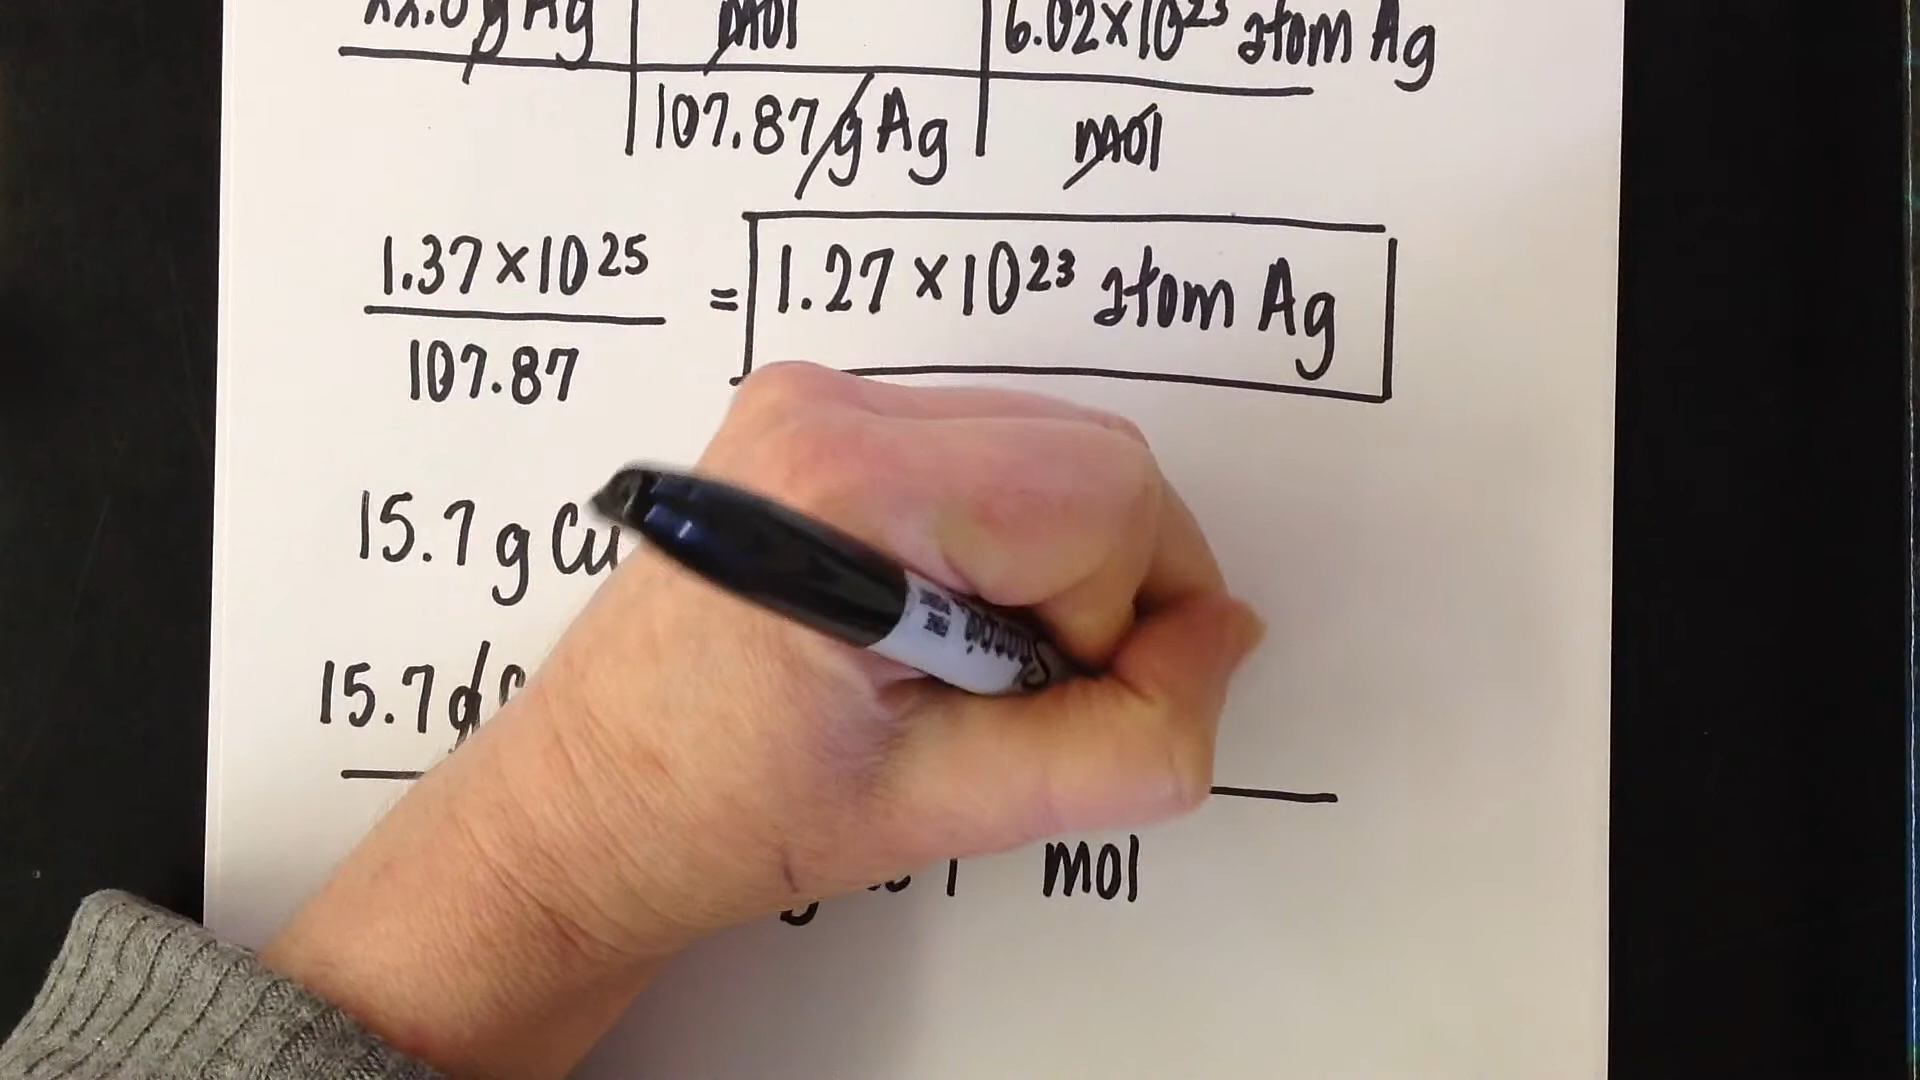 g Ag mol 6.02×10²³ atom Ag
107.87 g Ag mol
1.37×10²⁵
107.87
= 1.27×10²³ atom Ag
15.7 g Cu
15.7 g
mol